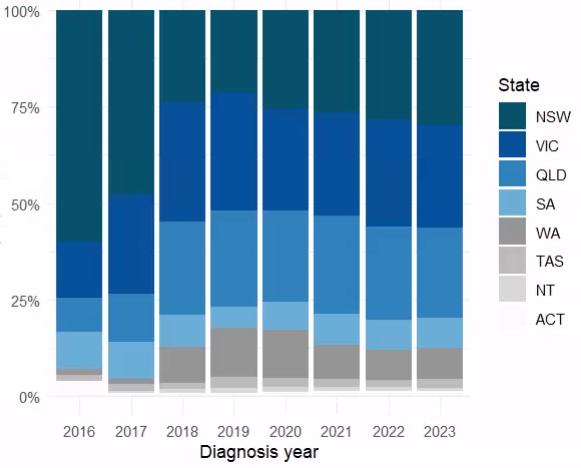 100%
75%
50%
25%
0%
2016 2017 2018 2019 2020 2021 2022 2023
Diagnosis year
State
NSW
VIC
QLD
SA
WA
TAS
NT
ACT